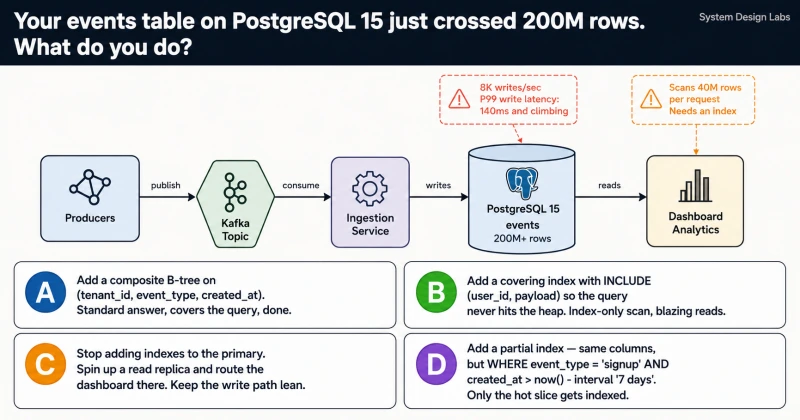 Your events table on PostgreSQL 15 just crossed 200M rows.
What do you do?
System Design Labs
8K writes/sec
P99 write latency:
140ms and climbing
Scans 40M rows
per request
Needs an index
Producers
publish
Kafka
Topic
consume
Ingestion
Service
writes
PostgreSQL 15
events
200M+ rows
reads
Dashboard
Analytics
A
Add a composite B-tree on
(tenant_id, event_type, created_at).
Standard answer, covers the query, done.
B
Add a covering index with INCLUDE
(user_id, payload) so the query
never hits the heap. Index-only scan, blazing reads.
C
Stop adding indexes to the primary.
Spin up a read replica and route the
dashboard there. Keep the write path lean.
D
Add a partial index — same columns,
but WHERE event_type = 'signup' AND
created_at > now() - interval '7 days'.
Only the hot slice gets indexed.